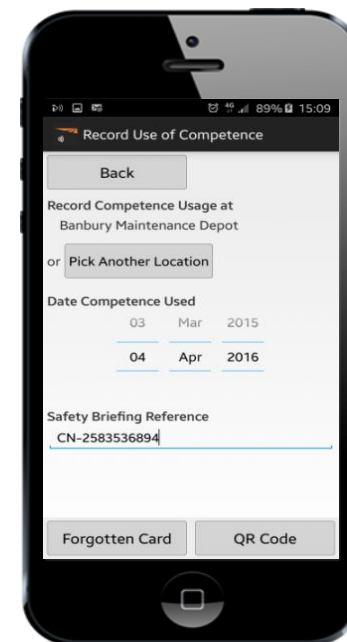 4G 89% 15:09
Record Use of Competence
Back
Record Competence Usage at
Banbury Maintenance Depot
or Pick Another Location
Date Competence Used
03 Mar 2015
04 Apr 2016
Safety Briefing Reference
CN-2583536894
Forgotten Card QR Code